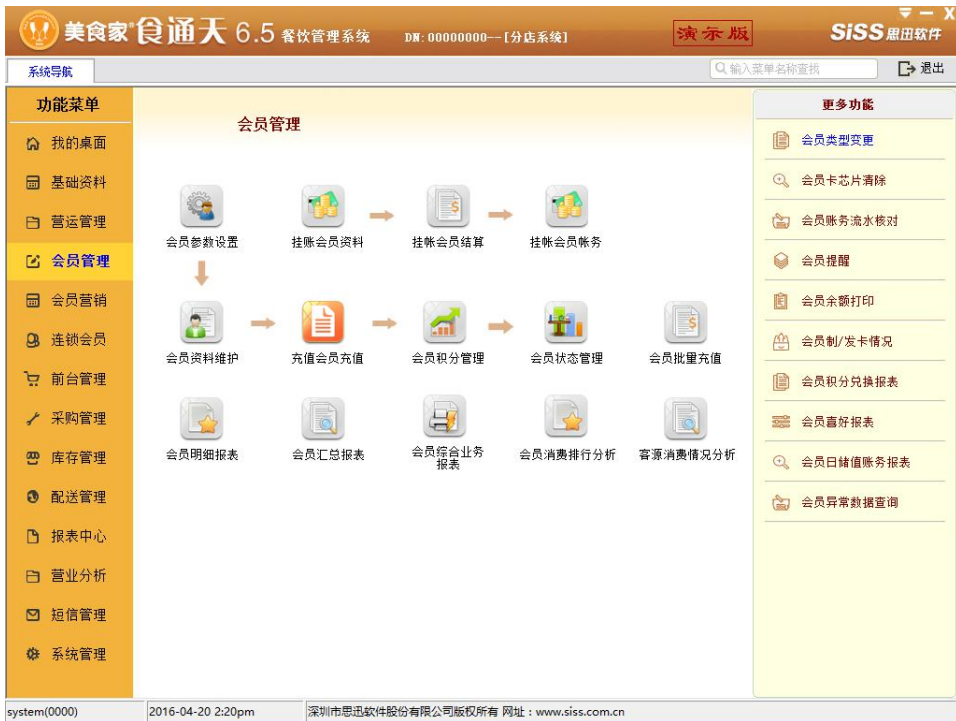 美食家 食通天 6.5 餐饮管理系统 DN:00000000--[分店系统] 演示版 SiSS思迅软件
系统导航 输入菜单名称查找 退出
功能菜单
我的桌面
基础资料
营运管理
会员管理
会员营销
连锁会员
前台管理
采购管理
库存管理
配送管理
报表中心
营业分析
短信管理
系统管理
会员管理
会员参数设置 挂账会员资料 挂帐会员结算 挂帐会员帐务
会员资料维护 充值会员充值 会员积分管理 会员状态管理 会员批量充值
会员明细报表 会员汇总报表 会员综合业务报表 会员消费排行分析 客源消费情况分析
更多功能
会员类型变更
会员卡芯片清除
会员账务流水核对
会员提醒
会员余额打印
会员制/发卡情况
会员积分兑换报表
会员喜好报表
会员日储值账务报表
会员异常数据查询
system(0000) 2016-04-20 2:20pm 深圳市思迅软件股份有限公司版权所有 网址：www.siss.com.cn